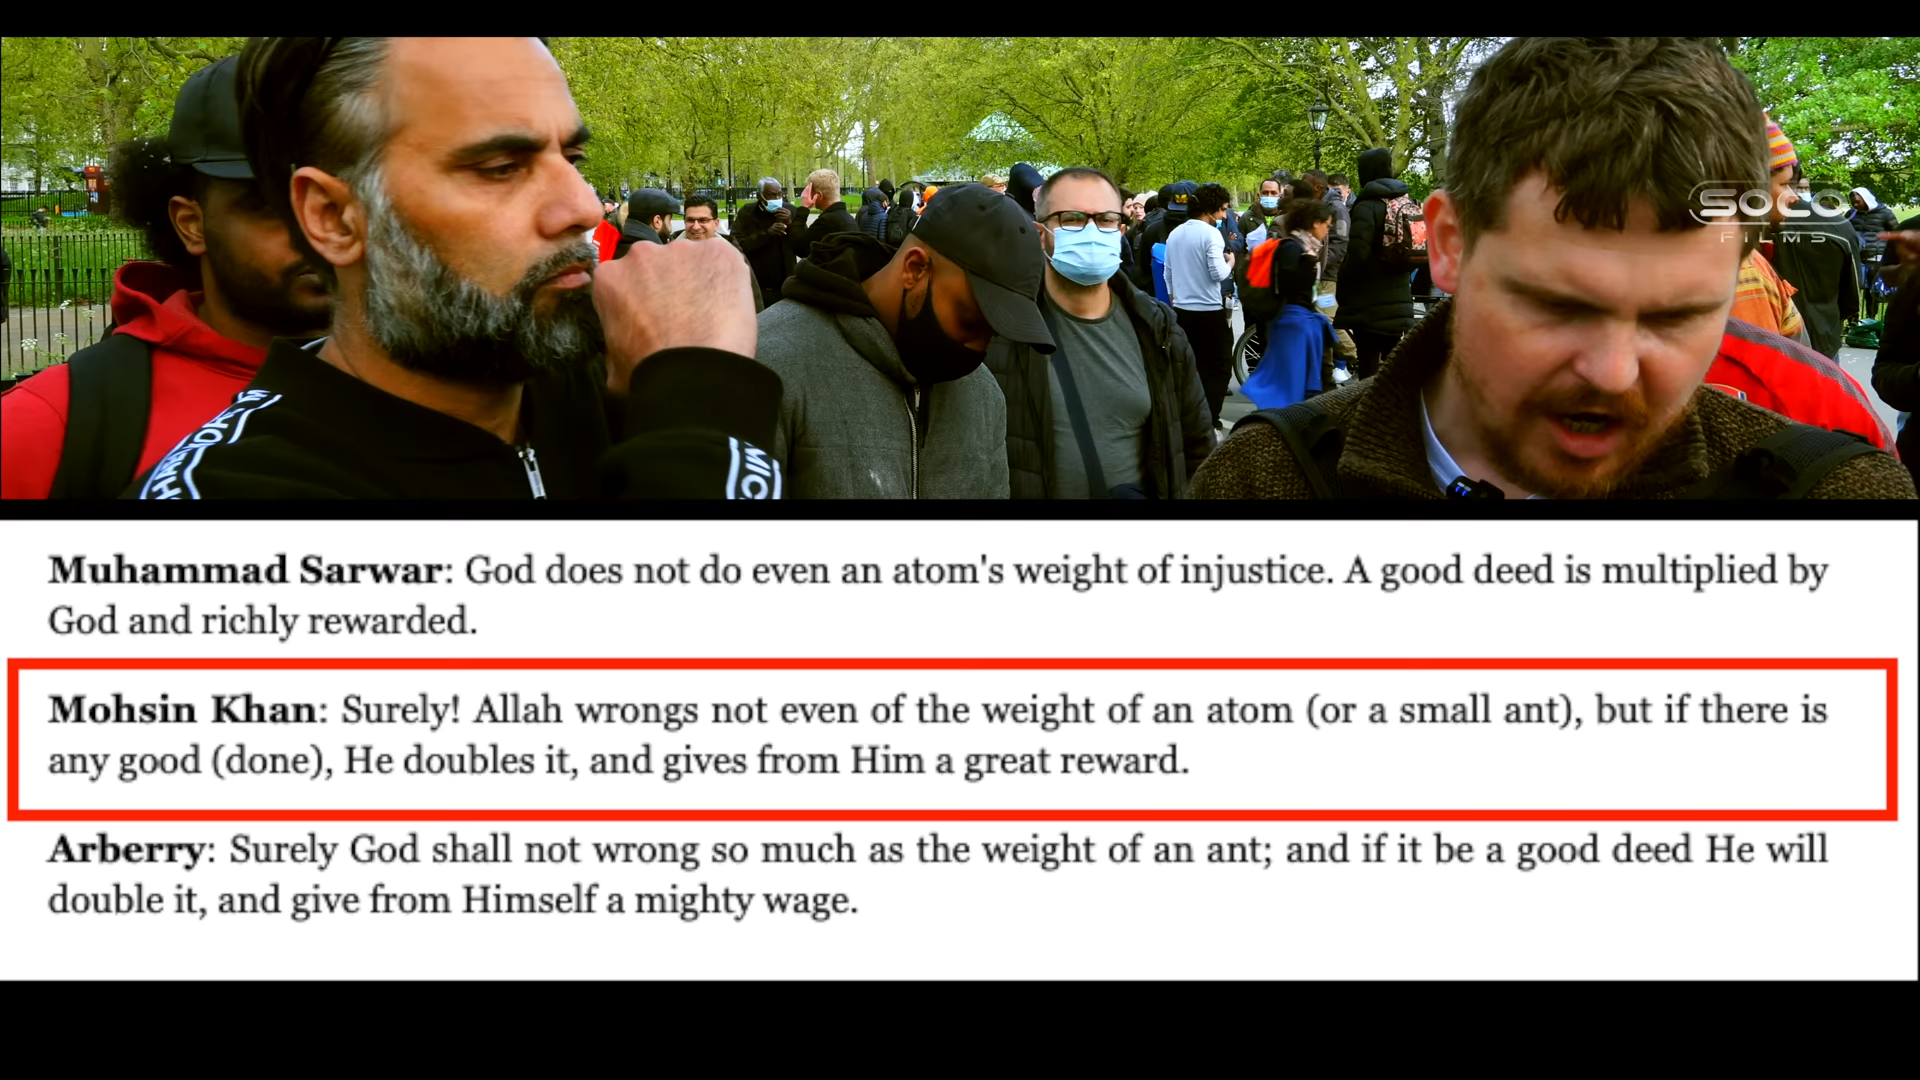 SOCO
FILMS
Muhammad Sarwar: God does not do even an atom's weight of injustice. A good deed is multiplied by
God and richly rewarded.
Mohsin Khan: Surely! Allah wrongs not even of the weight of an atom (or a small ant), but if there is
any good (done), He doubles it, and gives from Him a great reward.
Arberry: Surely God shall not wrong so much as the weight of an ant; and if it be a good deed He will
double it, and give from Himself a mighty wage.